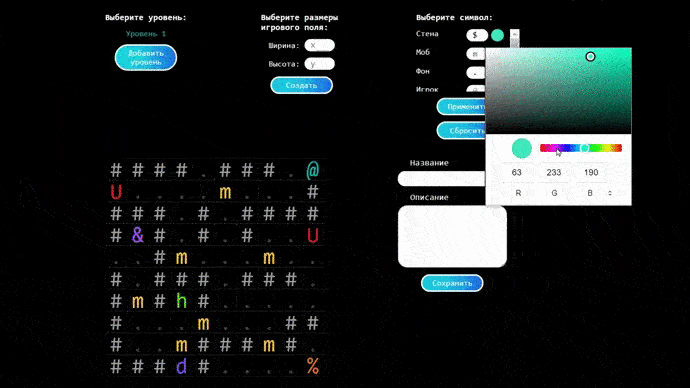 Выберите уровень:
Уровень 1
Добавить
уровень
Выберите размеры
игрового поля:
Ширина: x
Высота: y
Создать
Выберите символ:
Стена $
Моб m
Фон .
Игрок
Применить
Сбросить
63 233 190
R G B
Название
Описание
Сохранить
# # # # . # # # . @
U . . . . m . . . #
# # # . # . # # # #
# & # . # . # . . U
. . # m . . . m . .
# . # # # . # # # .
# m # h # . . . . .
# . . . m . . . # #
# . . m # # # m # .
# # # d # . . . . %